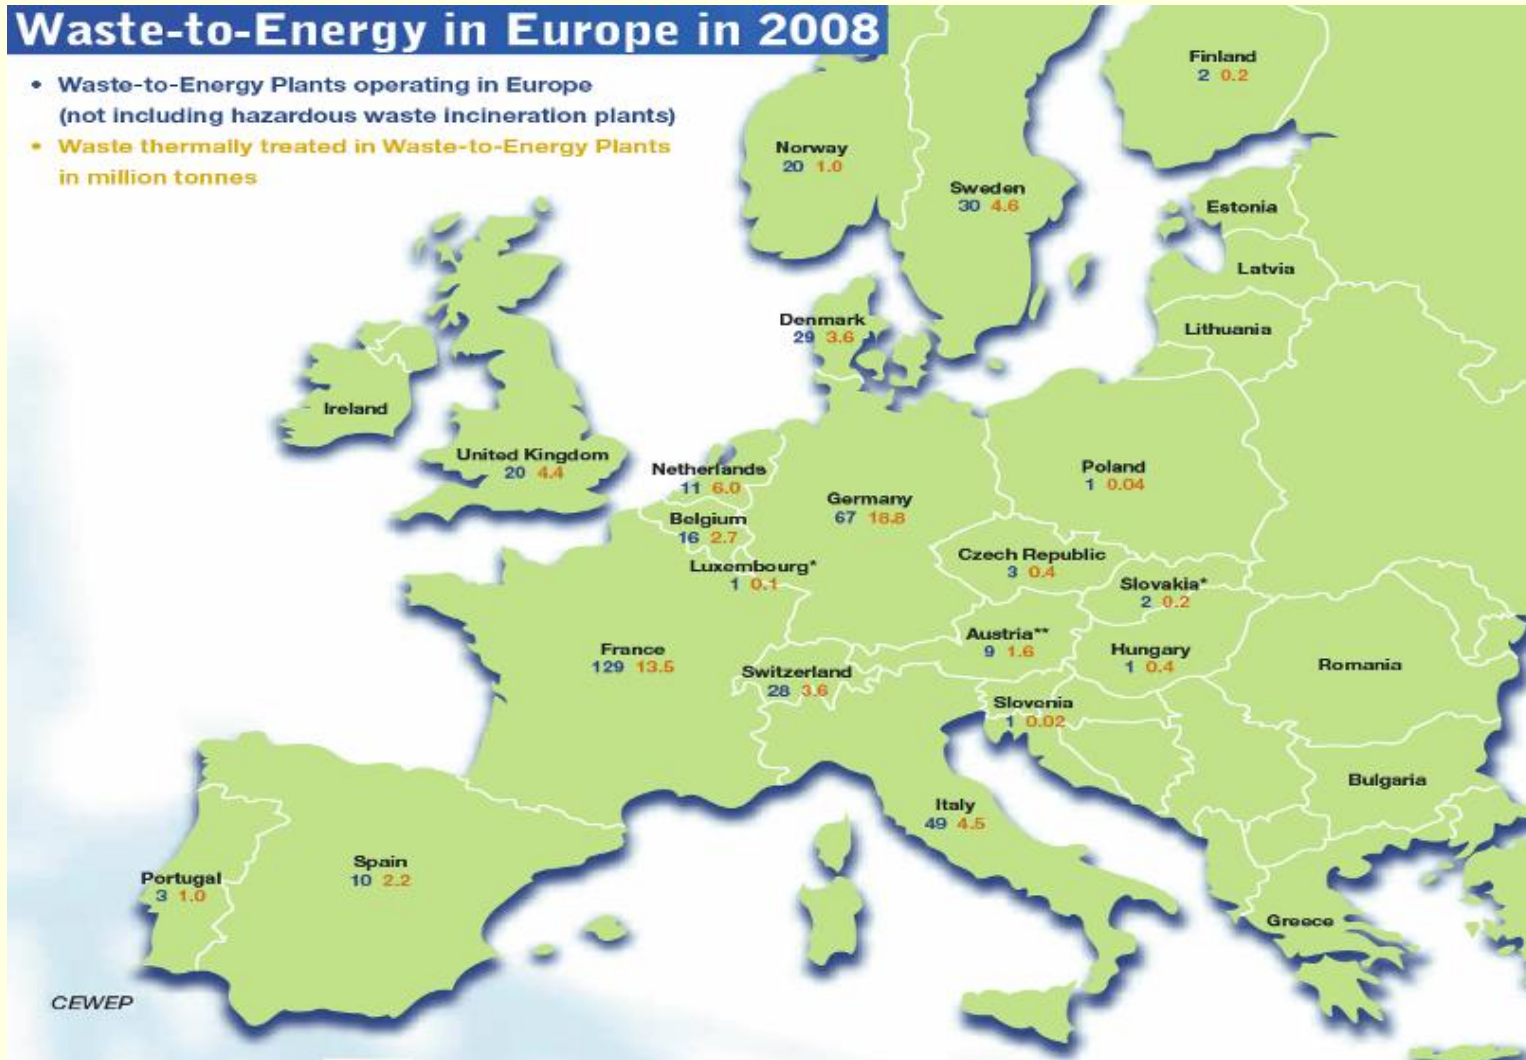 Waste-to-Energy in Europe in 2008
• Waste-to-Energy Plants operating in Europe
(not including hazardous waste incineration plants)
• Waste thermally treated in Waste-to-Energy Plants
in million tonnes
Finland
2 0.2
Norway
20 1.0
Sweden
30 4.6
Estonia
Latvia
Denmark
29 3.6
Lithuania
Ireland
United Kingdom
20 4.4
Netherlands
11 6.0
Poland
1 0.04
Germany
67 18.8
Belgium
16 2.7
Czech Republic
3 0.4
Luxembourg*
1 0.1
Slovakia*
2 0.2
Austria**
9 1.6
France
129 13.5
Hungary
1 0.4
Romania
Switzerland
28 3.6
Slovenia
1 0.02
Bulgaria
Italy
49 4.5
Spain
10 2.2
Portugal
3 1.0
Greece
CEWEP